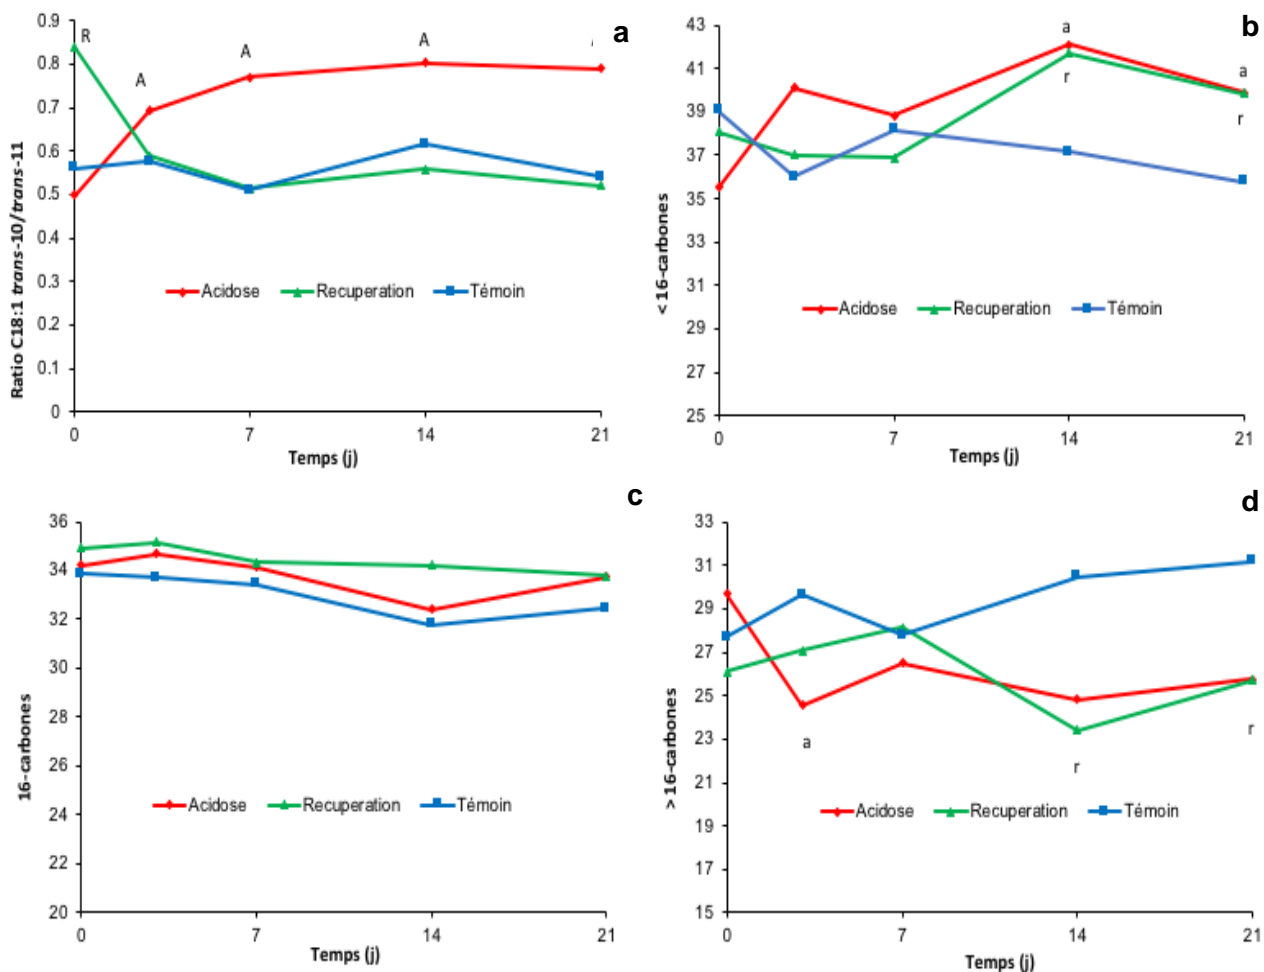 a
0.9
0.8
0.7
0.6
0.5
0.4
0.3
0.2
0.1
0
R
A
A
A
Acidose Recuperation Témoin
0 7 14 21
Temps (j)
Ratio C18:1 trans-10/trans-11
b
43
41
39
37
35
33
31
29
27
25
a
r
a
r
Acidose Recuperation Témoin
0 7 14 21
Temps (j)
< 16-carbones
c
36
34
32
30
28
26
24
22
20
Acidose Recuperation Témoin
0 7 14 21
Temps (j)
16-carbones
d
33
31
29
27
25
23
21
19
17
15
a
r
r
Acidose Recuperation Témoin
0 7 14 21
Temps (j)
> 16-carbones